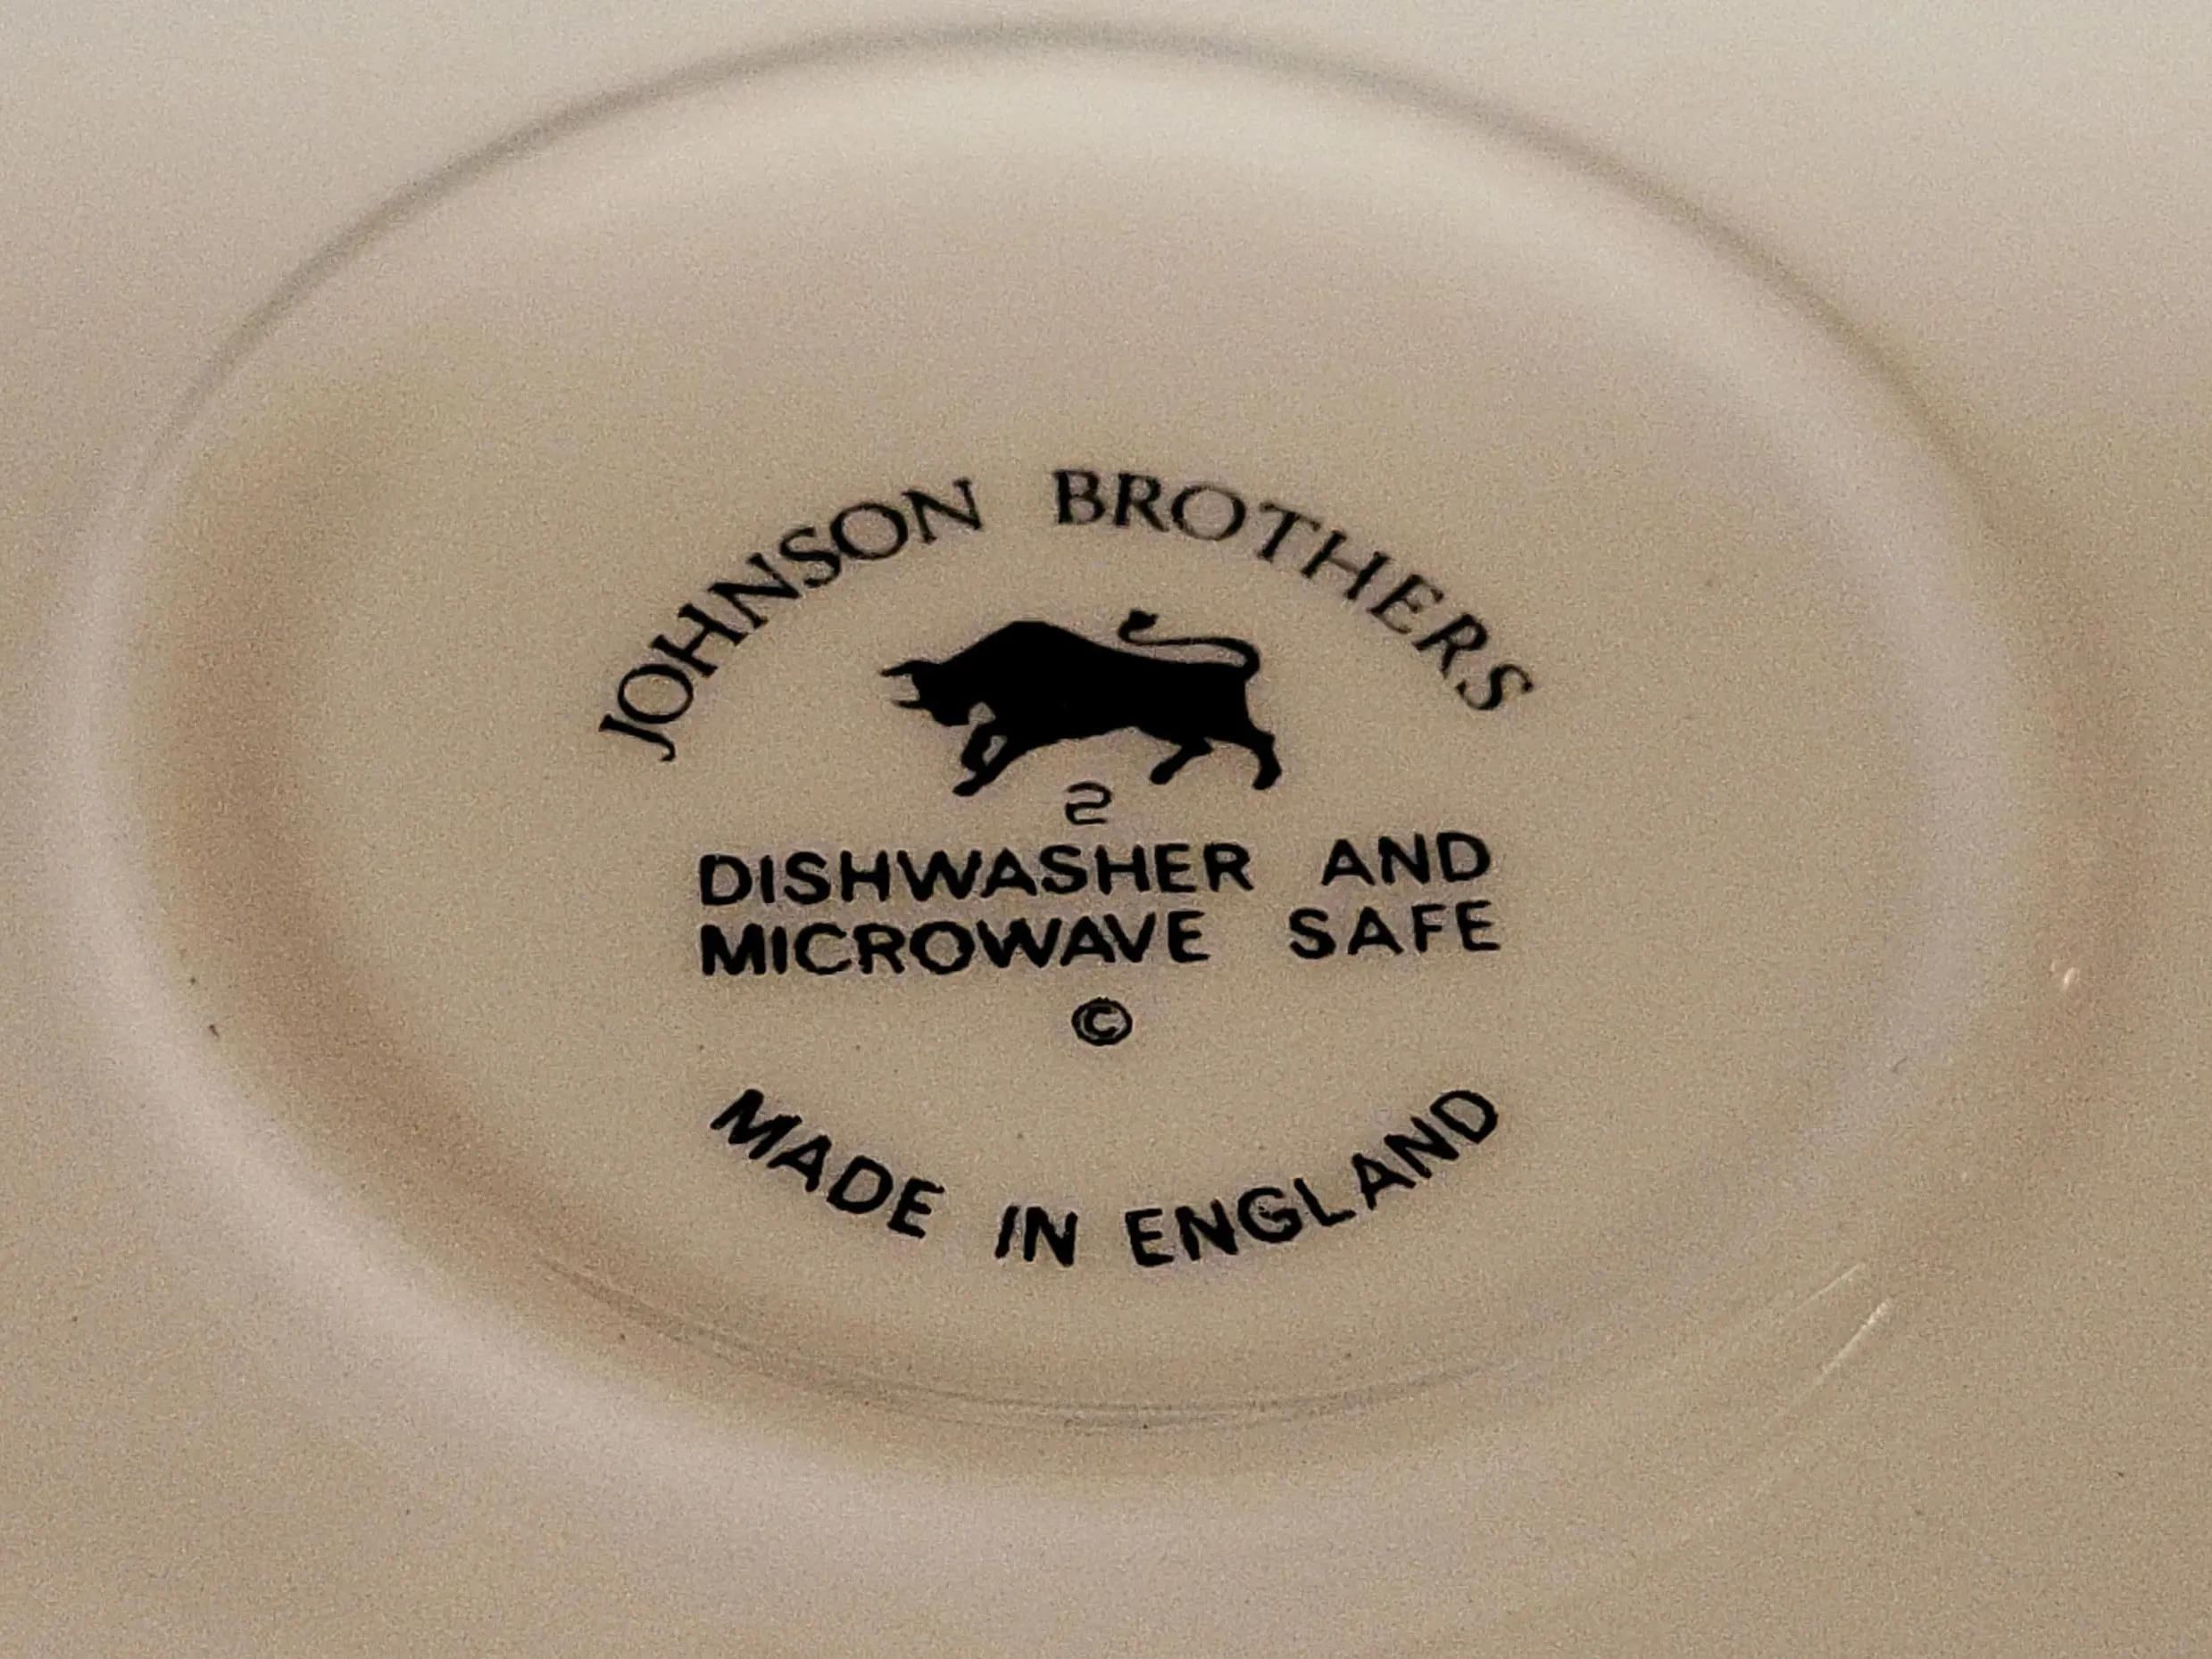 JOHNSON BROTHERS
2
DISHWASHER AND
MICROWAVE SAFE
©
MADE IN ENGLAND